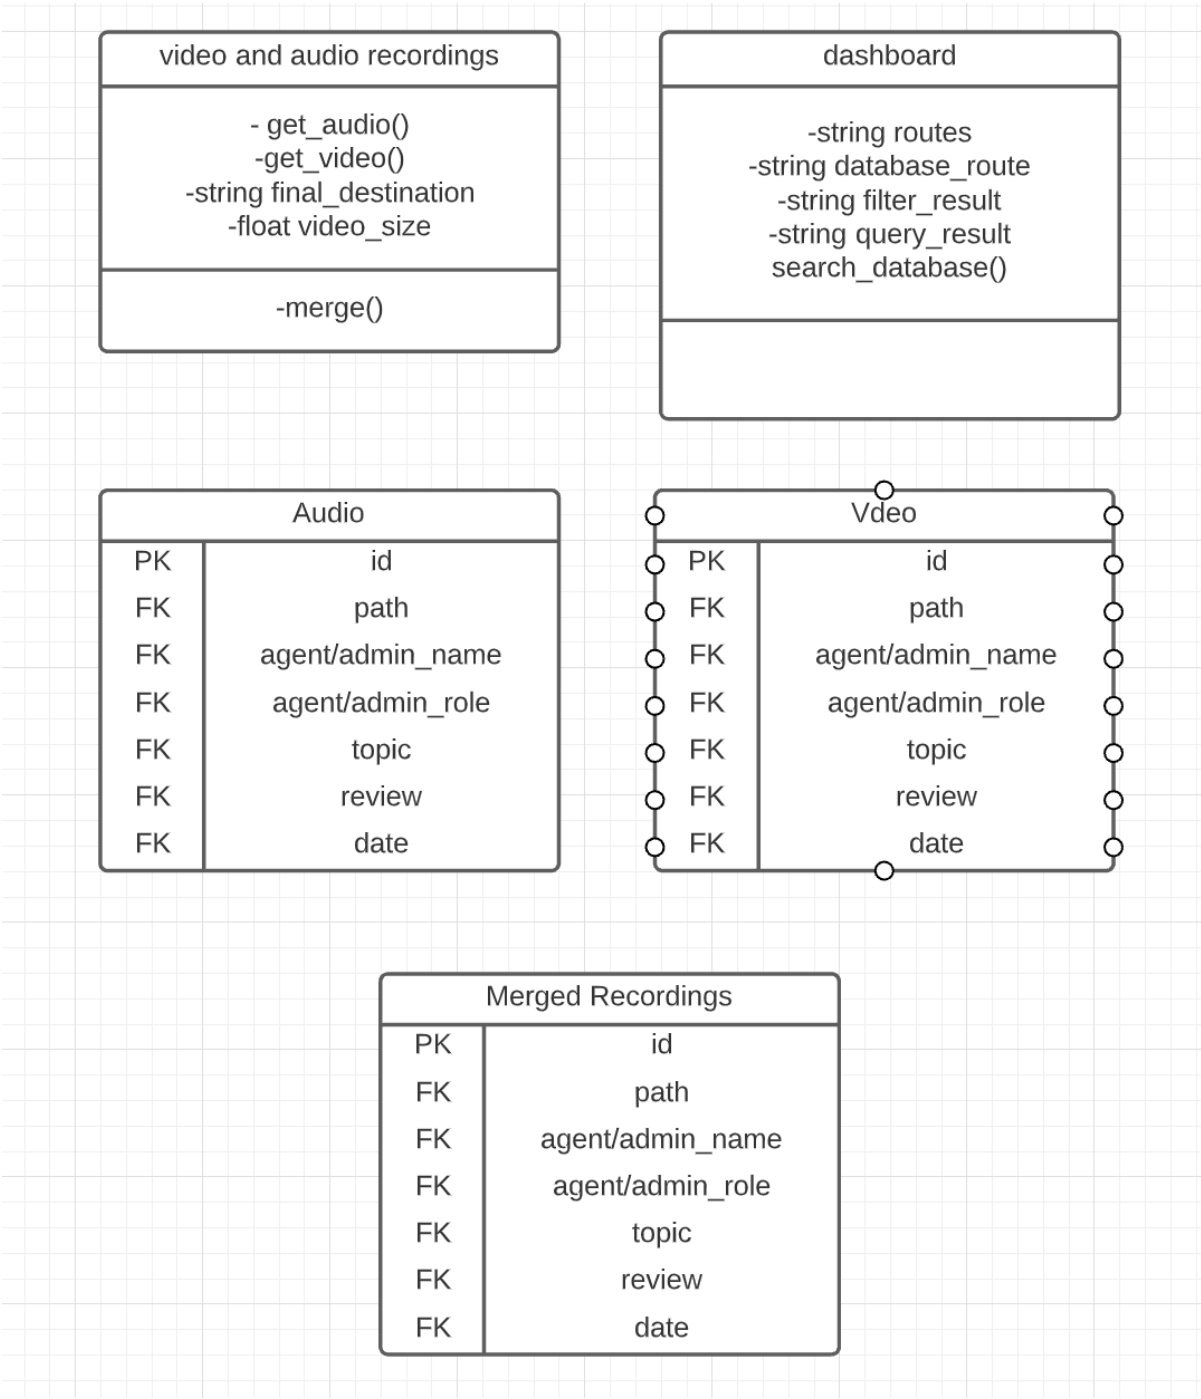 video and audio recordings
- get_audio()
-get_video()
-string final_destination
-float video_size
-merge()
dashboard
-string routes
-string database_route
-string filter_result
-string query_result
search_database()
Audio
PK id
FK path
FK agent/admin_name
FK agent/admin_role
FK topic
FK review
FK date
Vdeo
PK id
FK path
FK agent/admin_name
FK agent/admin_role
FK topic
FK review
FK date
Merged Recordings
PK id
FK path
FK agent/admin_name
FK agent/admin_role
FK topic
FK review
FK date